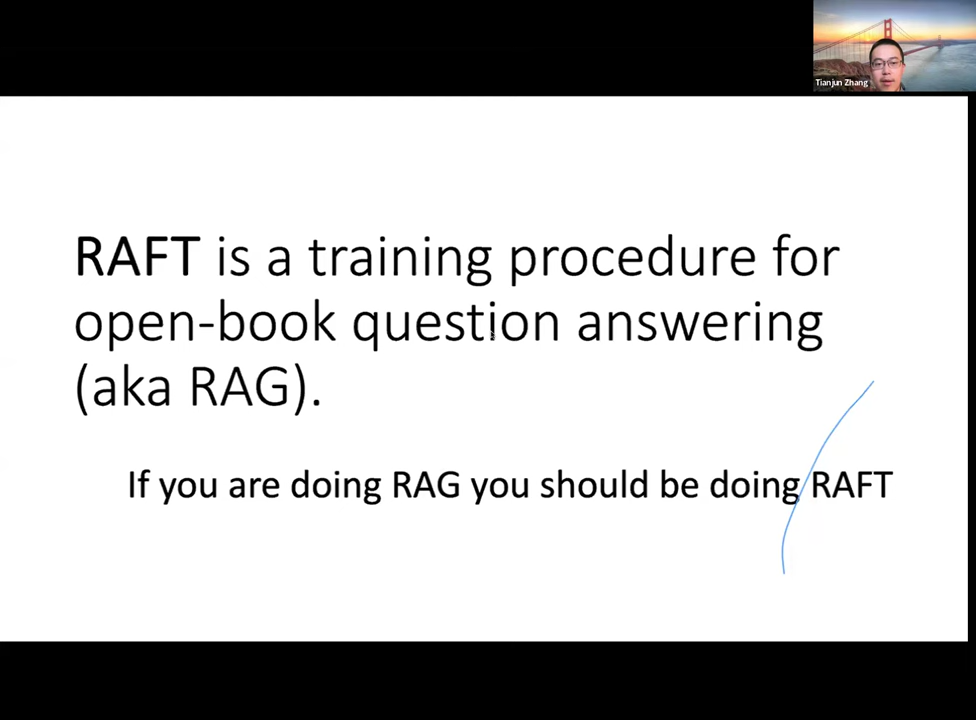 Tianjun Zhang
RAFT is a training procedure for
open-book question answering
(aka RAG).
If you are doing RAG you should be doing RAFT